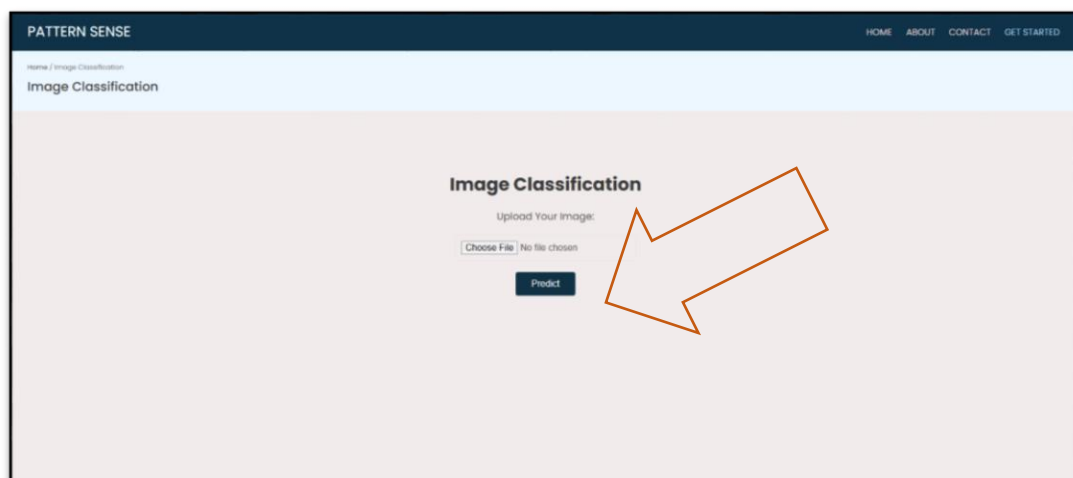 PATTERN SENSE
HOME ABOUT CONTACT GET STARTED
Home / Image Classification
Image Classification
Image Classification
Upload Your Image:
Choose File No file chosen
Predict